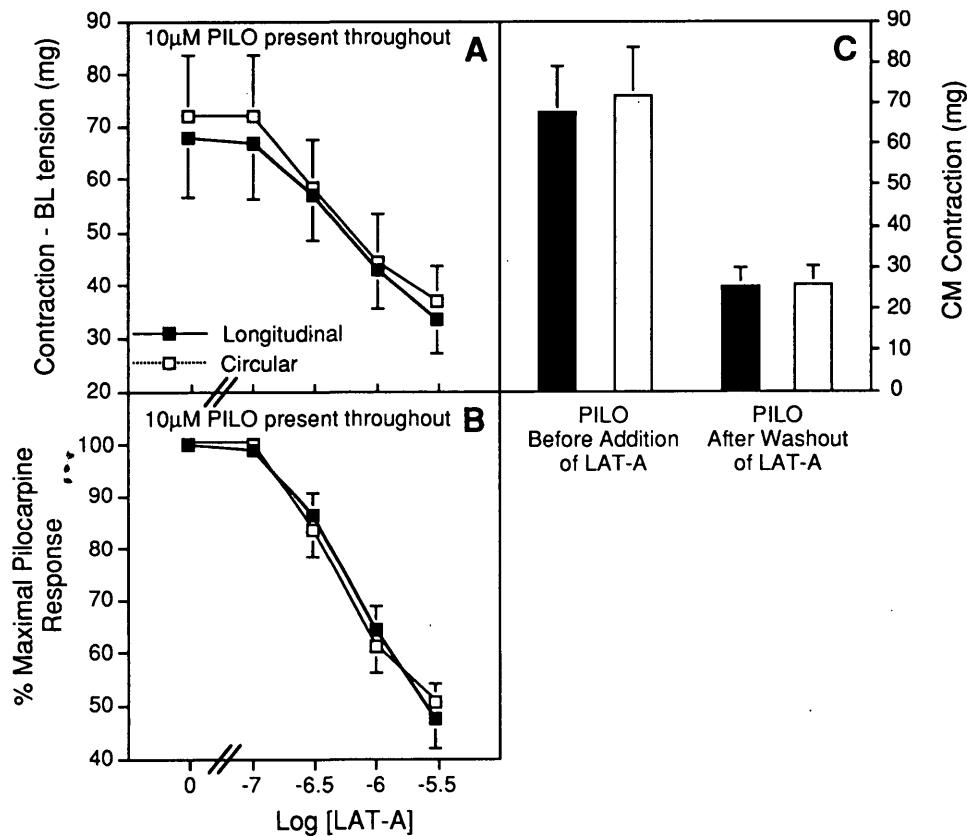 10μM PILO present throughout
A
Contraction - BL tension (mg)
90
80
70
60
50
40
30
20
Longitudinal
Circular
10μM PILO present throughout
B
% Maximal Pilocarpine
Response
100
90
80
70
60
50
40
0
-7
-6.5
-6
-5.5
Log [LAT-A]
C
90
80
70
60
50
40
30
20
10
0
CM Contraction (mg)
PILO
Before Addition
of LAT-A
PILO
After Washout
of LAT-A